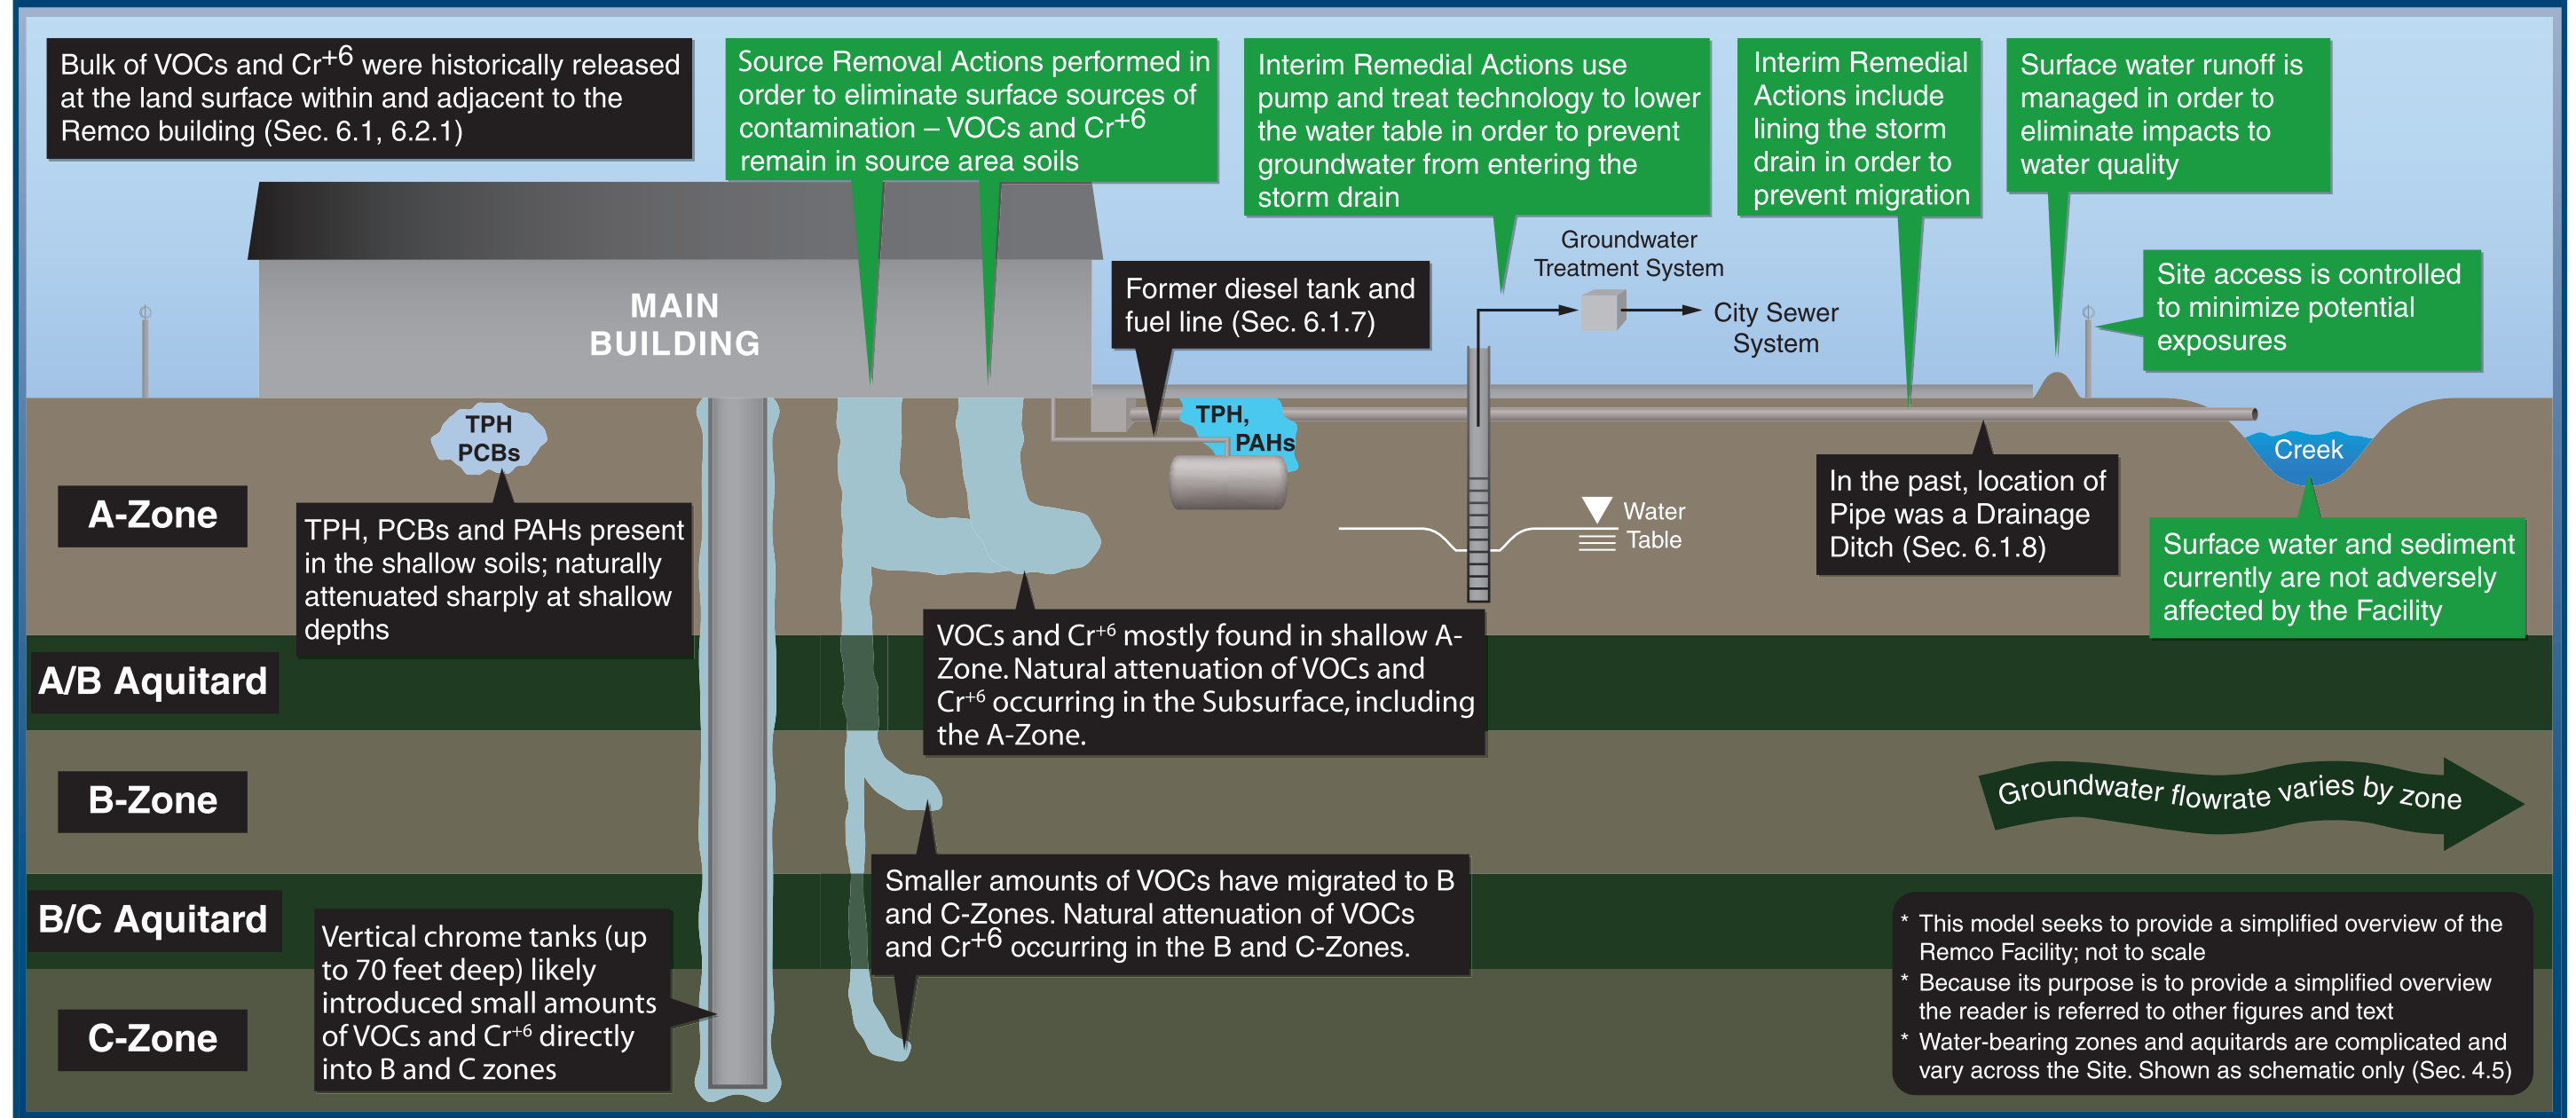 Bulk of VOCs and Cr+6 were historically released
at the land surface within and adjacent to the
Remco building (Sec. 6.1, 6.2.1)
Source Removal Actions performed in
order to eliminate surface sources of
contamination – VOCs and Cr+6
remain in source area soils
Interim Remedial Actions use
pump and treat technology to lower
the water table in order to prevent
groundwater from entering the
storm drain
Interim Remedial
Actions include
lining the storm
drain in order to
prevent migration
Surface water runoff is
managed in order to
eliminate impacts to
water quality
Site access is controlled
to minimize potential
exposures
Groundwater
Treatment System
City Sewer
System
Former diesel tank and
fuel line (Sec. 6.1.7)
MAIN
BUILDING
TPH
PCBs
TPH,
PAHs
Creek
A-Zone
TPH, PCBs and PAHs present
in the shallow soils; naturally
attenuated sharply at shallow
depths
Water
Table
In the past, location of
Pipe was a Drainage
Ditch (Sec. 6.1.8)
Surface water and sediment
currently are not adversely
affected by the Facility
VOCs and Cr+6 mostly found in shallow A-
Zone. Natural attenuation of VOCs and
Cr+6 occurring in the Subsurface, including
the A-Zone.
A/B Aquitard
B-Zone
Groundwater flowrate varies by zone
Smaller amounts of VOCs have migrated to B
and C-Zones. Natural attenuation of VOCs
and Cr+6 occurring in the B and C-Zones.
B/C Aquitard
Vertical chrome tanks (up
to 70 feet deep) likely
introduced small amounts
of VOCs and Cr+6 directly
into B and C zones
C-Zone
* This model seeks to provide a simplified overview of the
Remco Facility; not to scale
* Because its purpose is to provide a simplified overview
the reader is referred to other figures and text
* Water-bearing zones and aquitards are complicated and
vary across the Site. Shown as schematic only (Sec. 4.5)